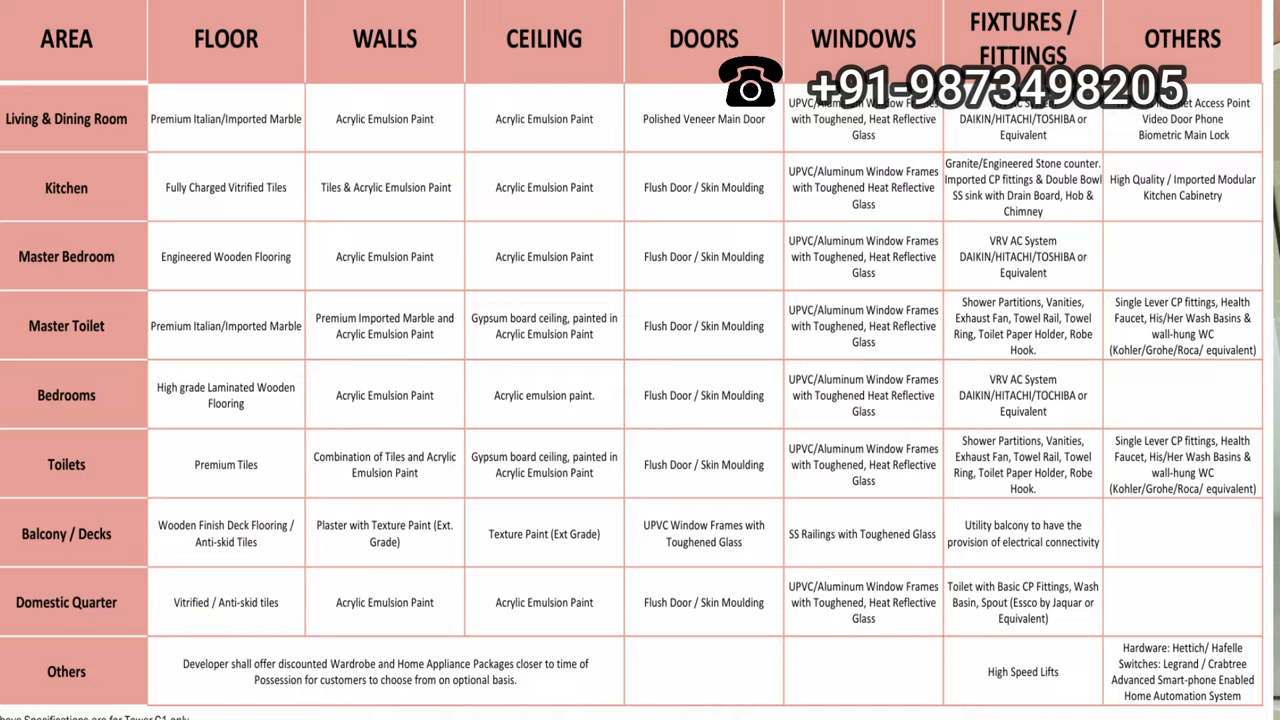 AREA
FLOOR
WALLS
CEILING
DOORS
WINDOWS
FIXTURES /
FITTINGS
OTHERS
+91-9873498205
Living & Dining Room
Premium Italian/Imported Marble
Acrylic Emulsion Paint
Acrylic Emulsion Paint
Polished Veneer Main Door
UPVC/Aluminum Window Frames
with Toughened, Heat Reflective
Glass
DAIKIN/HITACHI/TOSHIBA or
Equivalent
Access Point
Video Door Phone
Biometric Main Lock
Kitchen
Fully Charged Vitrified Tiles
Tiles & Acrylic Emulsion Paint
Acrylic Emulsion Paint
Flush Door / Skin Moulding
UPVC/Aluminum Window Frames
with Toughened Heat Reflective
Glass
Granite/Engineered Stone counter.
Imported CP fittings & Double Bowl
SS sink with Drain Board, Hob &
Chimney
High Quality / Imported Modular
Kitchen Cabinetry
Master Bedroom
Engineered Wooden Flooring
Acrylic Emulsion Paint
Acrylic Emulsion Paint
Flush Door / Skin Moulding
UPVC/Aluminum Window Frames
with Toughened, Heat Reflective
Glass
VRV AC System
DAIKIN/HITACHI/TOSHIBA or
Equivalent
Master Toilet
Premium Italian/Imported Marble
Premium Imported Marble and
Acrylic Emulsion Paint
Gypsum board ceiling, painted in
Acrylic Emulsion Paint
Flush Door / Skin Moulding
UPVC/Aluminum Window Frames
with Toughened, Heat Reflective
Glass
Shower Partitions, Vanities,
Exhaust Fan, Towel Rail, Towel
Ring, Toilet Paper Holder, Robe
Hook.
Single Lever CP fittings, Health
Faucet, His/Her Wash Basins &
wall-hung WC
(Kohler/Grohe/Roca/ equivalent)
Bedrooms
High grade Laminated Wooden
Flooring
Acrylic Emulsion Paint
Acrylic emulsion paint.
Flush Door / Skin Moulding
UPVC/Aluminum Window Frames
with Toughened Heat Reflective
Glass
VRV AC System
DAIKIN/HITACHI/TOCHIBA or
Equivalent
Toilets
Premium Tiles
Combination of Tiles and Acrylic
Emulsion Paint
Gypsum board ceiling, painted in
Acrylic Emulsion Paint
Flush Door / Skin Moulding
UPVC/Aluminum Window Frames
with Toughened, Heat Reflective
Glass
Shower Partitions, Vanities,
Exhaust Fan, Towel Rail, Towel
Ring, Toilet Paper Holder, Robe
Hook.
Single Lever CP fittings, Health
Faucet, His/Her Wash Basins &
wall-hung WC
(Kohler/Grohe/Roca/ equivalent)
Balcony / Decks
Wooden Finish Deck Flooring /
Anti-skid Tiles
Plaster with Texture Paint (Ext.
Grade)
Texture Paint (Ext Grade)
UPVC Window Frames with
Toughened Glass
SS Railings with Toughened Glass
Utility balcony to have the
provision of electrical connectivity
Domestic Quarter
Vitrified / Anti-skid tiles
Acrylic Emulsion Paint
Acrylic Emulsion Paint
Flush Door / Skin Moulding
UPVC/Aluminum Window Frames
with Toughened, Heat Reflective
Glass
Toilet with Basic CP Fittings, Wash
Basin, Spout (Essco by Jaquar or
Equivalent)
Others
Developer shall offer discounted Wardrobe and Home Appliance Packages closer to time of
Possession for customers to choose from on optional basis.
High Speed Lifts
Hardware: Hettich/ Hafelle
Switches: Legrand / Crabtree
Advanced Smart-phone Enabled
Home Automation System
Specifications are for Tower C1 only